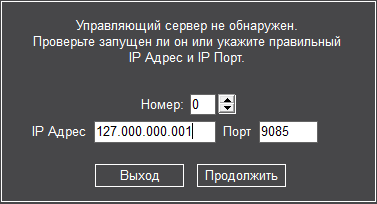 Управляющий сервер не обнаружен.
Проверьте запущен ли он или укажите правильный
IP Адрес и IP Порт.
Номер: 0
IP Адрес 127.000.000.001 Порт 9085
Выход Продолжить